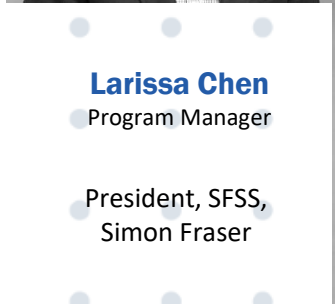 Larissa Chen
Program Manager
President, SFSS,
Simon Fraser